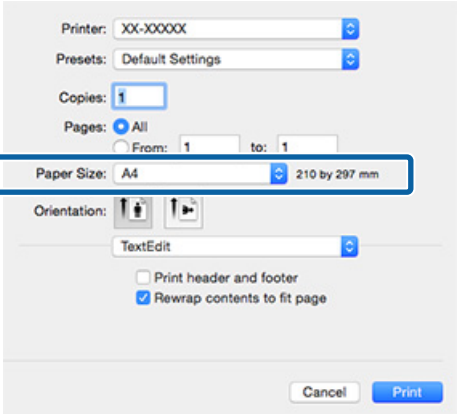 Printer: XX-XXXXX
Presets: Default Settings
Copies: 1
Pages: All
From: 1 to: 1
Paper Size: A4 210 by 297 mm
Orientation:
TextEdit
Print header and footer
Rewrap contents to fit page
Cancel Print